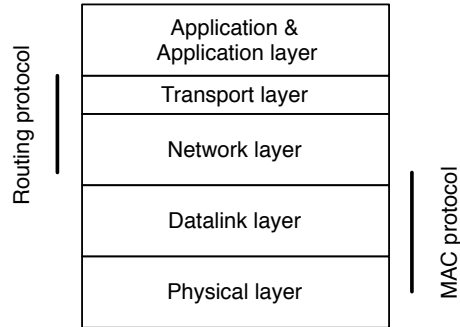 Application &
Application layer
Transport layer
Network layer
Datalink layer
Physical layer
Routing protocol
MAC protocol